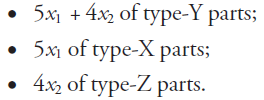 • 5x₁ + 4x₂ of type-Y parts;
• 5x₁ of type-X parts;
• 4x₂ of type-Z parts.